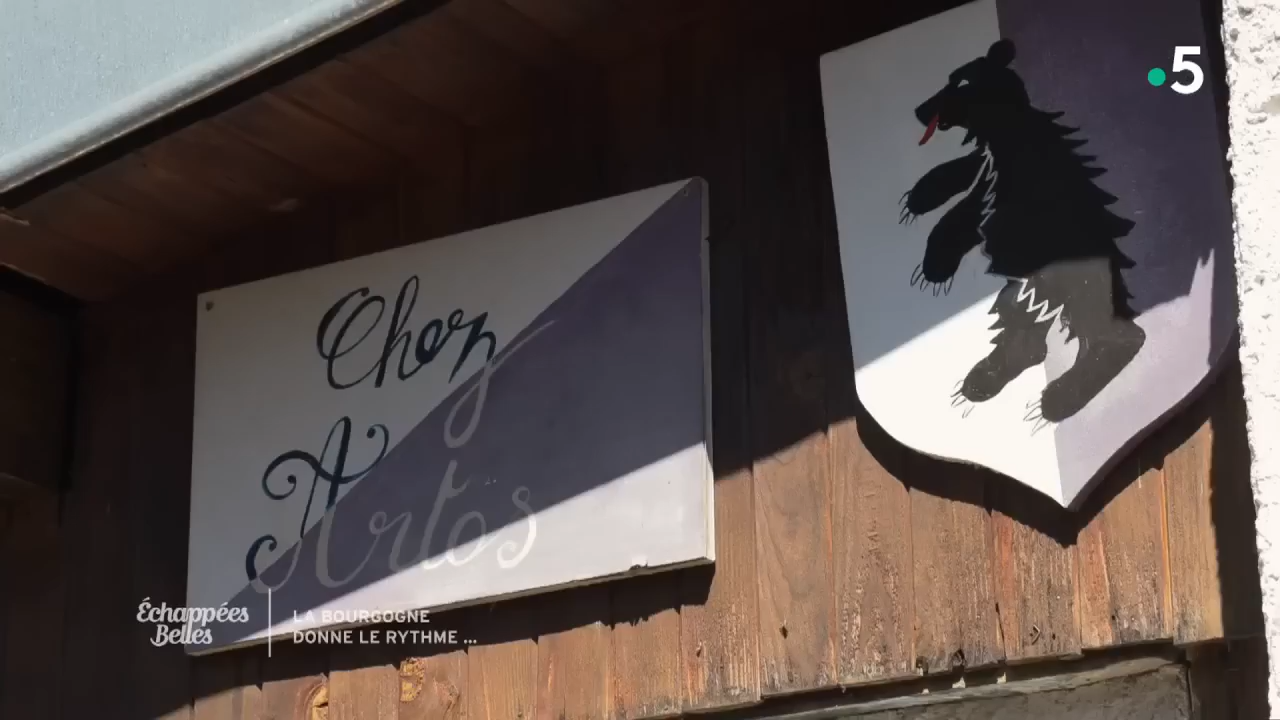 5
Chez
Artos
Échappées
Belles
LA BOURGOGNE
DONNE LE RYTHME ...